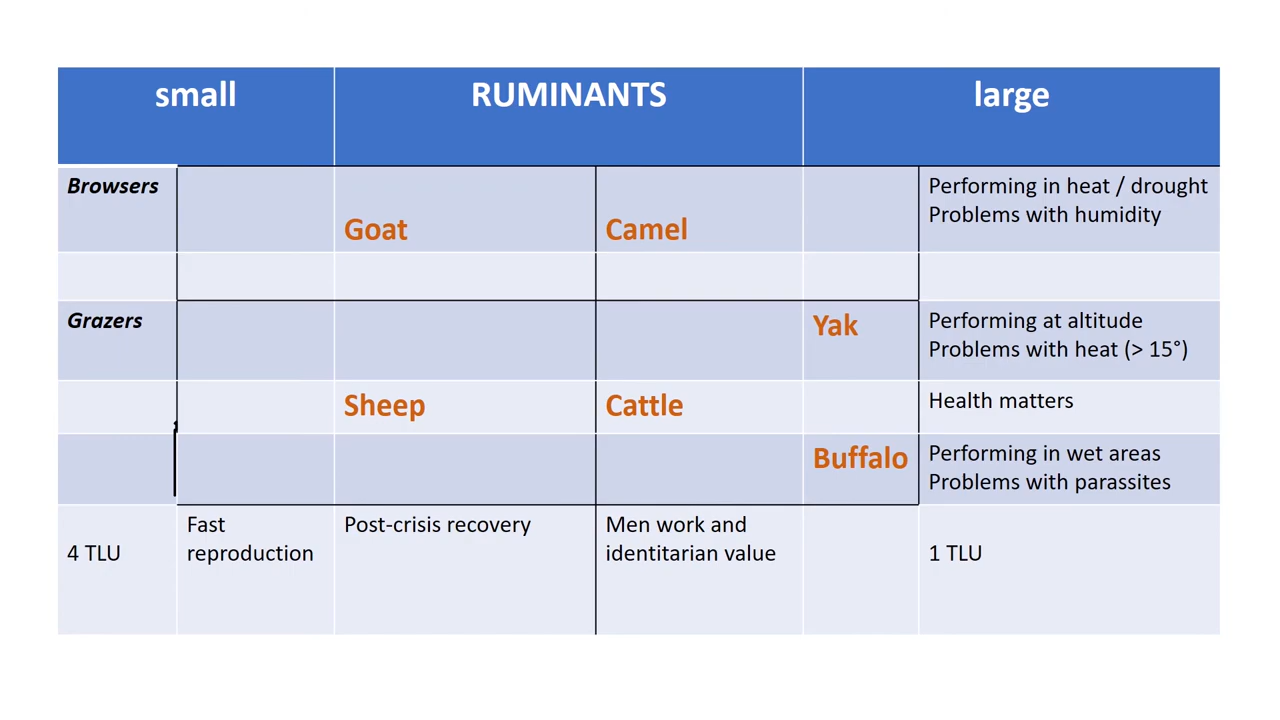 small
RUMINANTS
large
Browsers
Goat
Camel
Performing in heat / drought
Problems with humidity
Grazers
Yak
Performing at altitude
Problems with heat (> 15°)
Sheep
Cattle
Health matters
Buffalo
Performing in wet areas
Problems with parassites
4 TLU
Fast
reproduction
Post-crisis recovery
Men work and
identitarian value
1 TLU